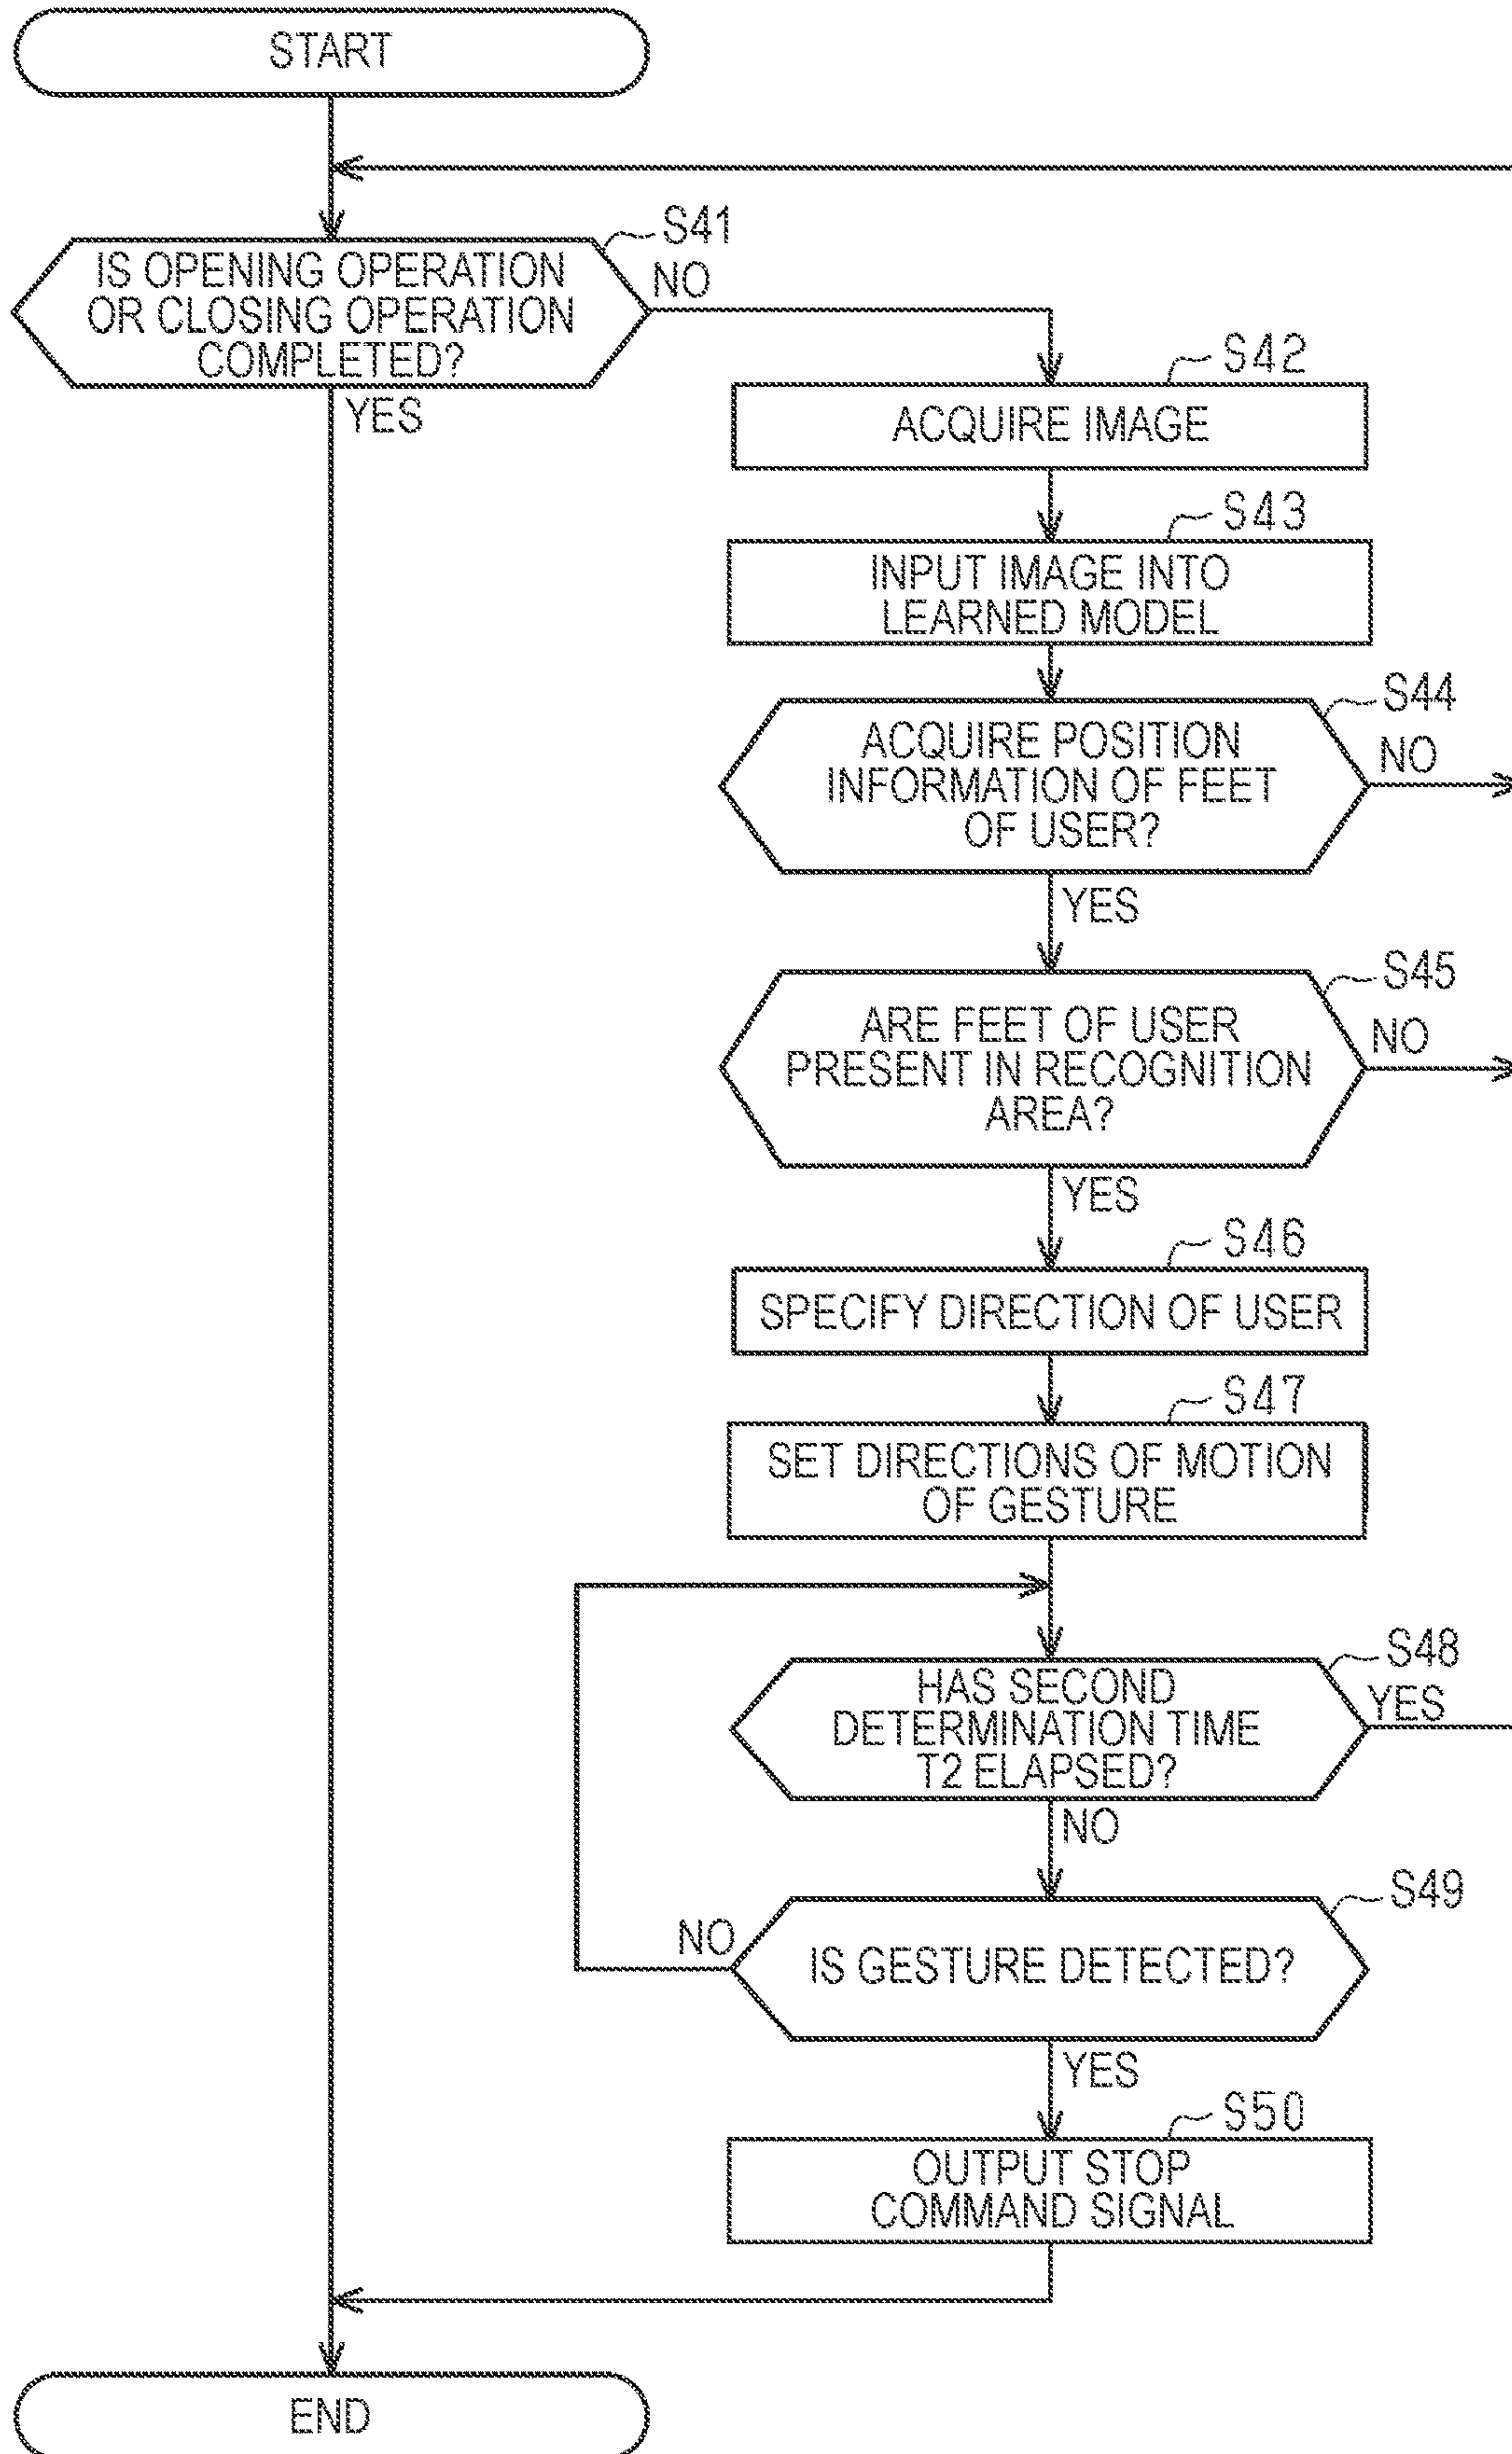 START
S41
IS OPENING OPERATION
OR CLOSING OPERATION
COMPLETED?
NO
YES
S42
ACQUIRE IMAGE
S43
INPUT IMAGE INTO
LEARNED MODEL
S44
ACQUIRE POSITION
INFORMATION OF FEET
OF USER?
NO
YES
S45
ARE FEET OF USER
PRESENT IN RECOGNITION
AREA?
NO
YES
S46
SPECIFY DIRECTION OF USER
S47
SET DIRECTIONS OF MOTION
OF GESTURE
S48
HAS SECOND
DETERMINATION TIME
T2 ELAPSED?
YES
NO
S49
IS GESTURE DETECTED?
NO
YES
S50
OUTPUT STOP
COMMAND SIGNAL
END